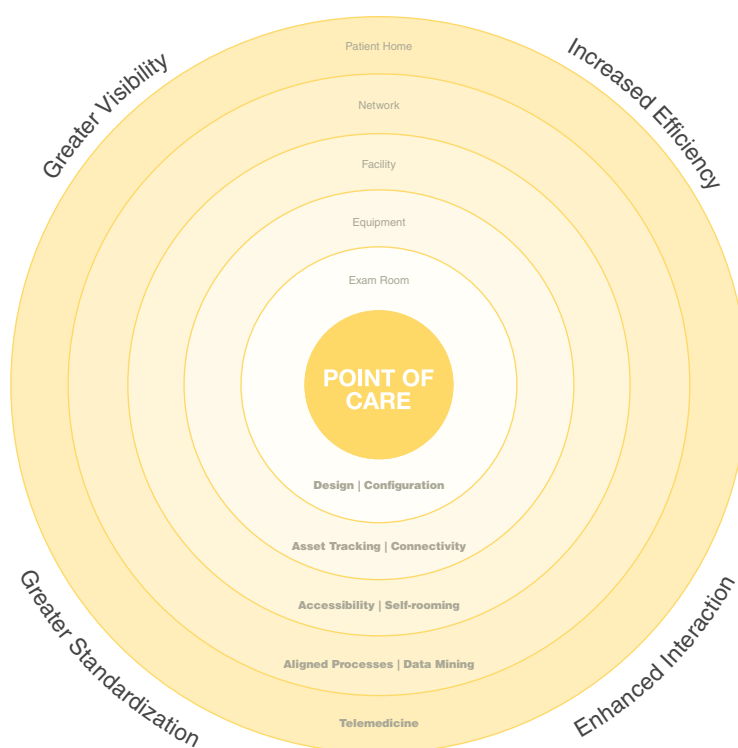 Greater Visibility
Increased Efficiency
Patient Home
Network
Facility
Equipment
Exam Room
POINT OF
CARE
Design | Configuration
Asset Tracking | Connectivity
Accessibility | Self-rooming
Aligned Processes | Data Mining
Telemedicine
Greater Standardization
Enhanced Interaction